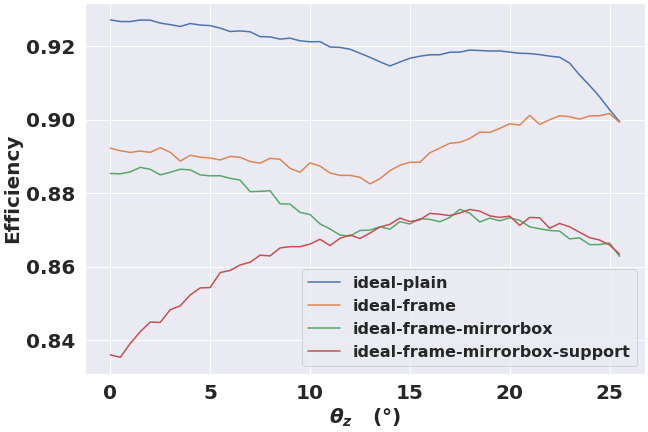 0.92
0.90
0.88
0.86
0.84
Efficiency
ideal-plain
ideal-frame
ideal-frame-mirrorbox
ideal-frame-mirrorbox-support
0 5 10 15 20 25
θz (°)